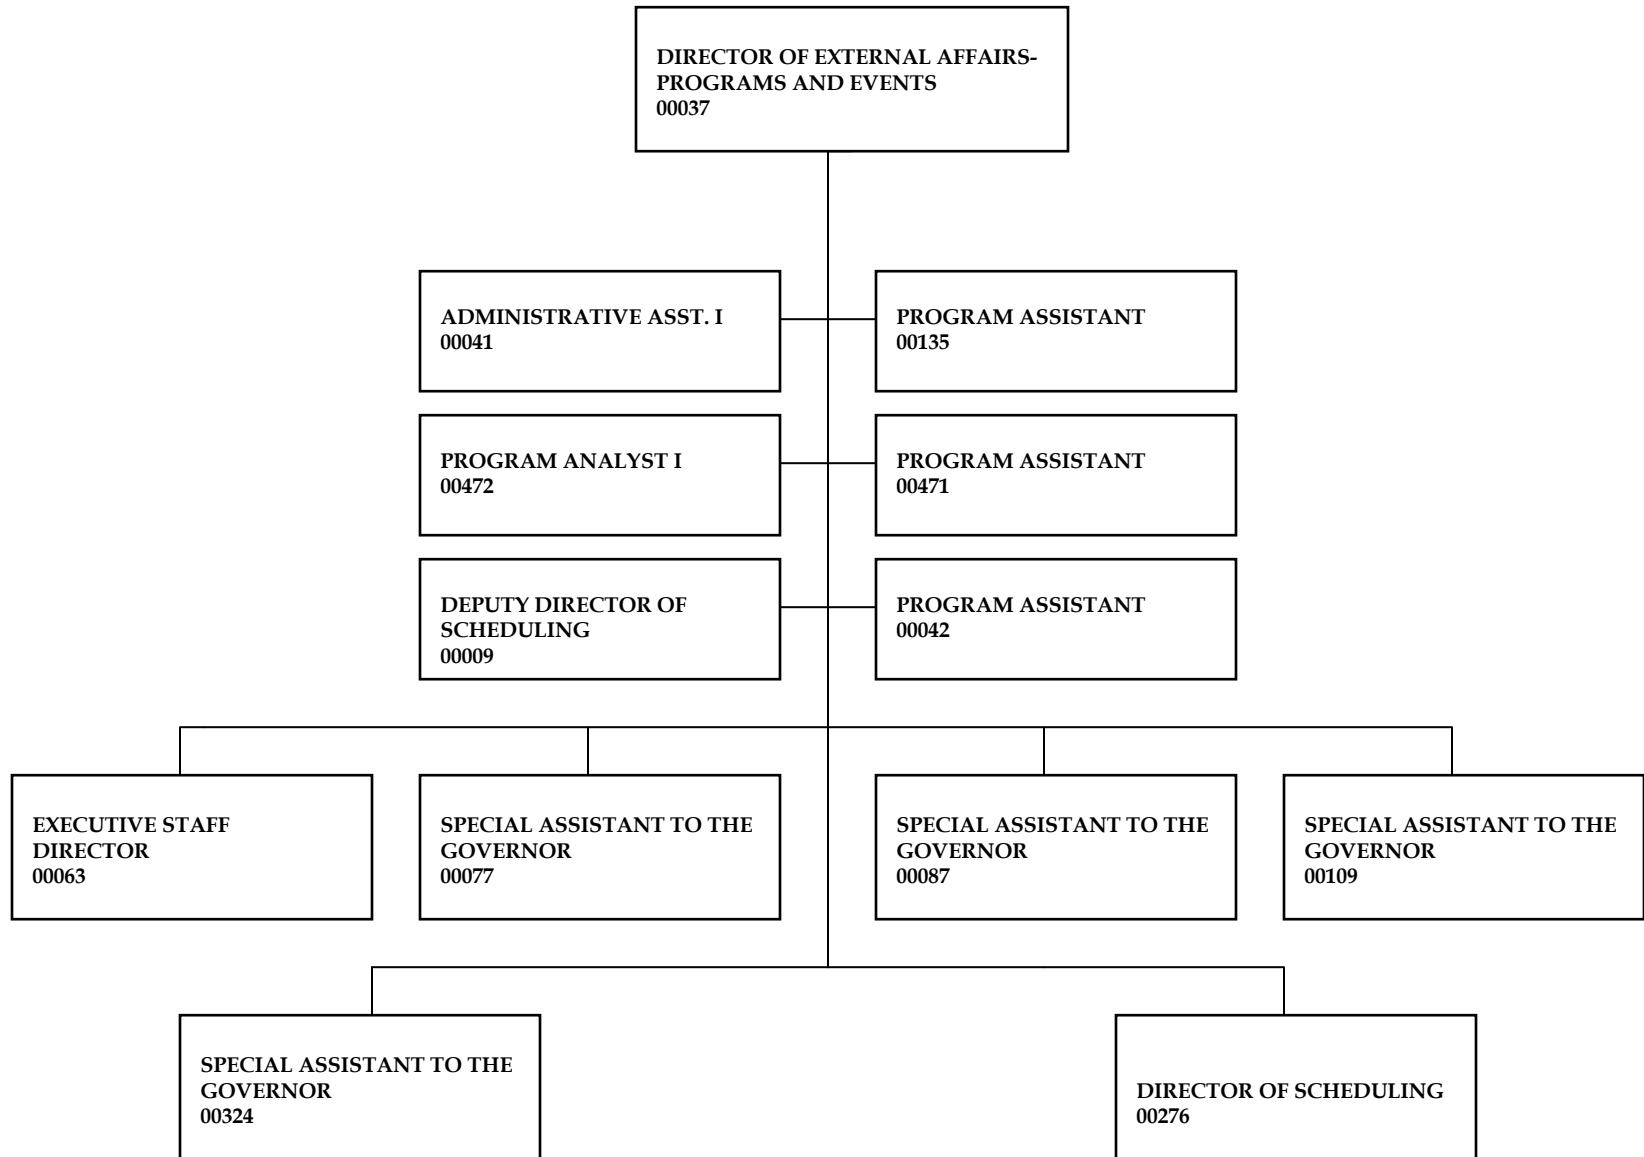 DIRECTOR OF EXTERNAL AFFAIRS-
PROGRAMS AND EVENTS
00037
ADMINISTRATIVE ASST. I
00041
PROGRAM ASSISTANT
00135
PROGRAM ANALYST I
00472
PROGRAM ASSISTANT
00471
DEPUTY DIRECTOR OF
SCHEDULING
00009
PROGRAM ASSISTANT
00042
EXECUTIVE STAFF
DIRECTOR
00063
SPECIAL ASSISTANT TO THE
GOVERNOR
00077
SPECIAL ASSISTANT TO THE
GOVERNOR
00087
SPECIAL ASSISTANT TO THE
GOVERNOR
00109
SPECIAL ASSISTANT TO THE
GOVERNOR
00324
DIRECTOR OF SCHEDULING
00276